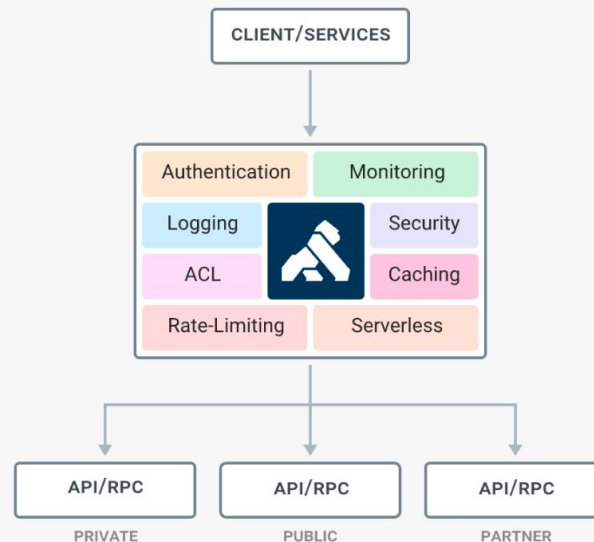 CLIENT/SERVICES
Authentication Monitoring
Logging Security
ACL Caching
Rate-Limiting Serverless
API/RPC API/RPC API/RPC
PRIVATE PUBLIC PARTNER